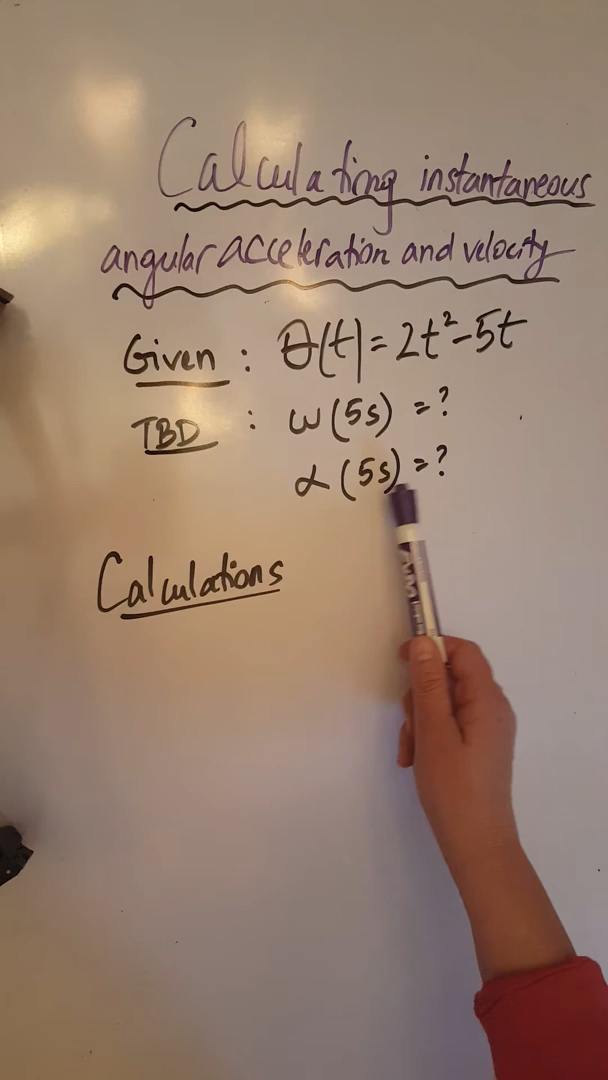 Calculating instantaneous
angular acceleration and velocity
Given : θ(t) = 2t² - 5t
TBD : ω (5s) = ?
α (5s) = ?
Calculations